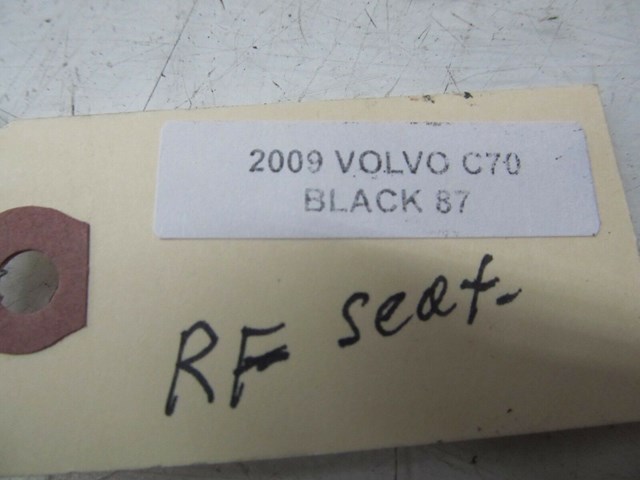 2009 VOLVO C70
BLACK 87
RF seat.